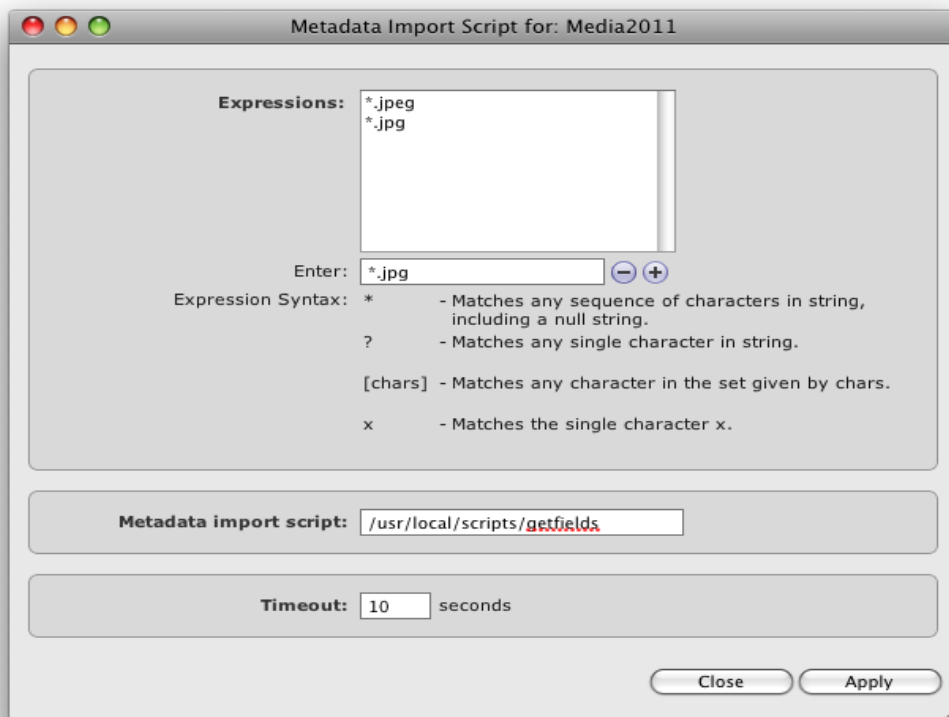 Metadata Import Script for: Media2011
Expressions:
*.jpeg
*.jpg
Enter: *.jpg
Expression Syntax: * - Matches any sequence of characters in string,
including a null string.
? - Matches any single character in string.
[chars] - Matches any character in the set given by chars.
x - Matches the single character x.
Metadata import script: /usr/local/scripts/getfields
Timeout: 10 seconds
Close Apply